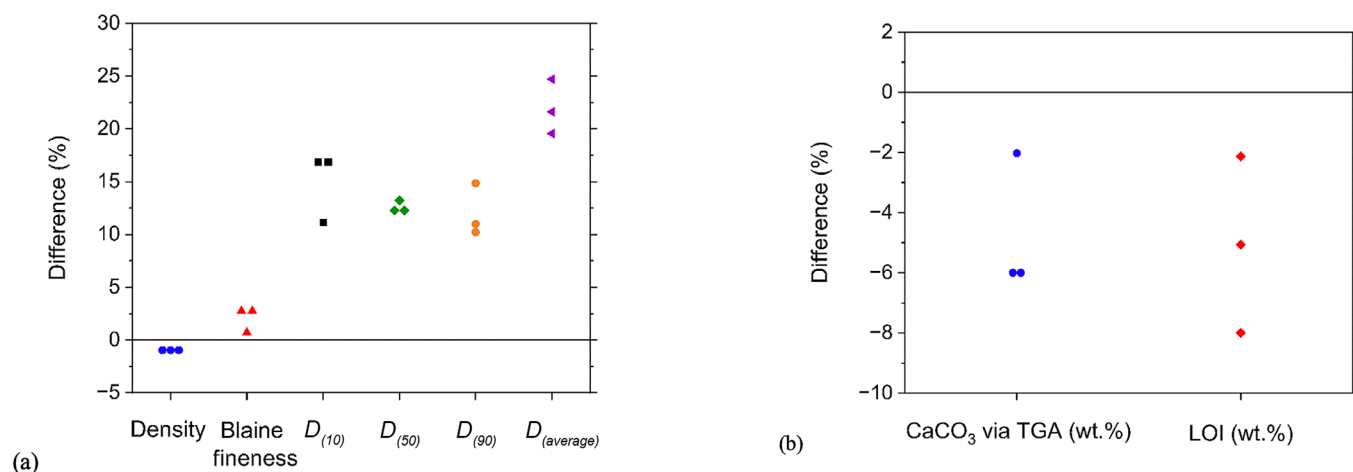 30
25
20
15
10
5
0
−5
Difference (%)
Density Blaine fineness D(10) D(50) D(90) D(average)
(a)
2
0
−2
−4
−6
−8
−10
Difference (%)
CaCO3 via TGA (wt.%) LOI (wt.%)
(b)